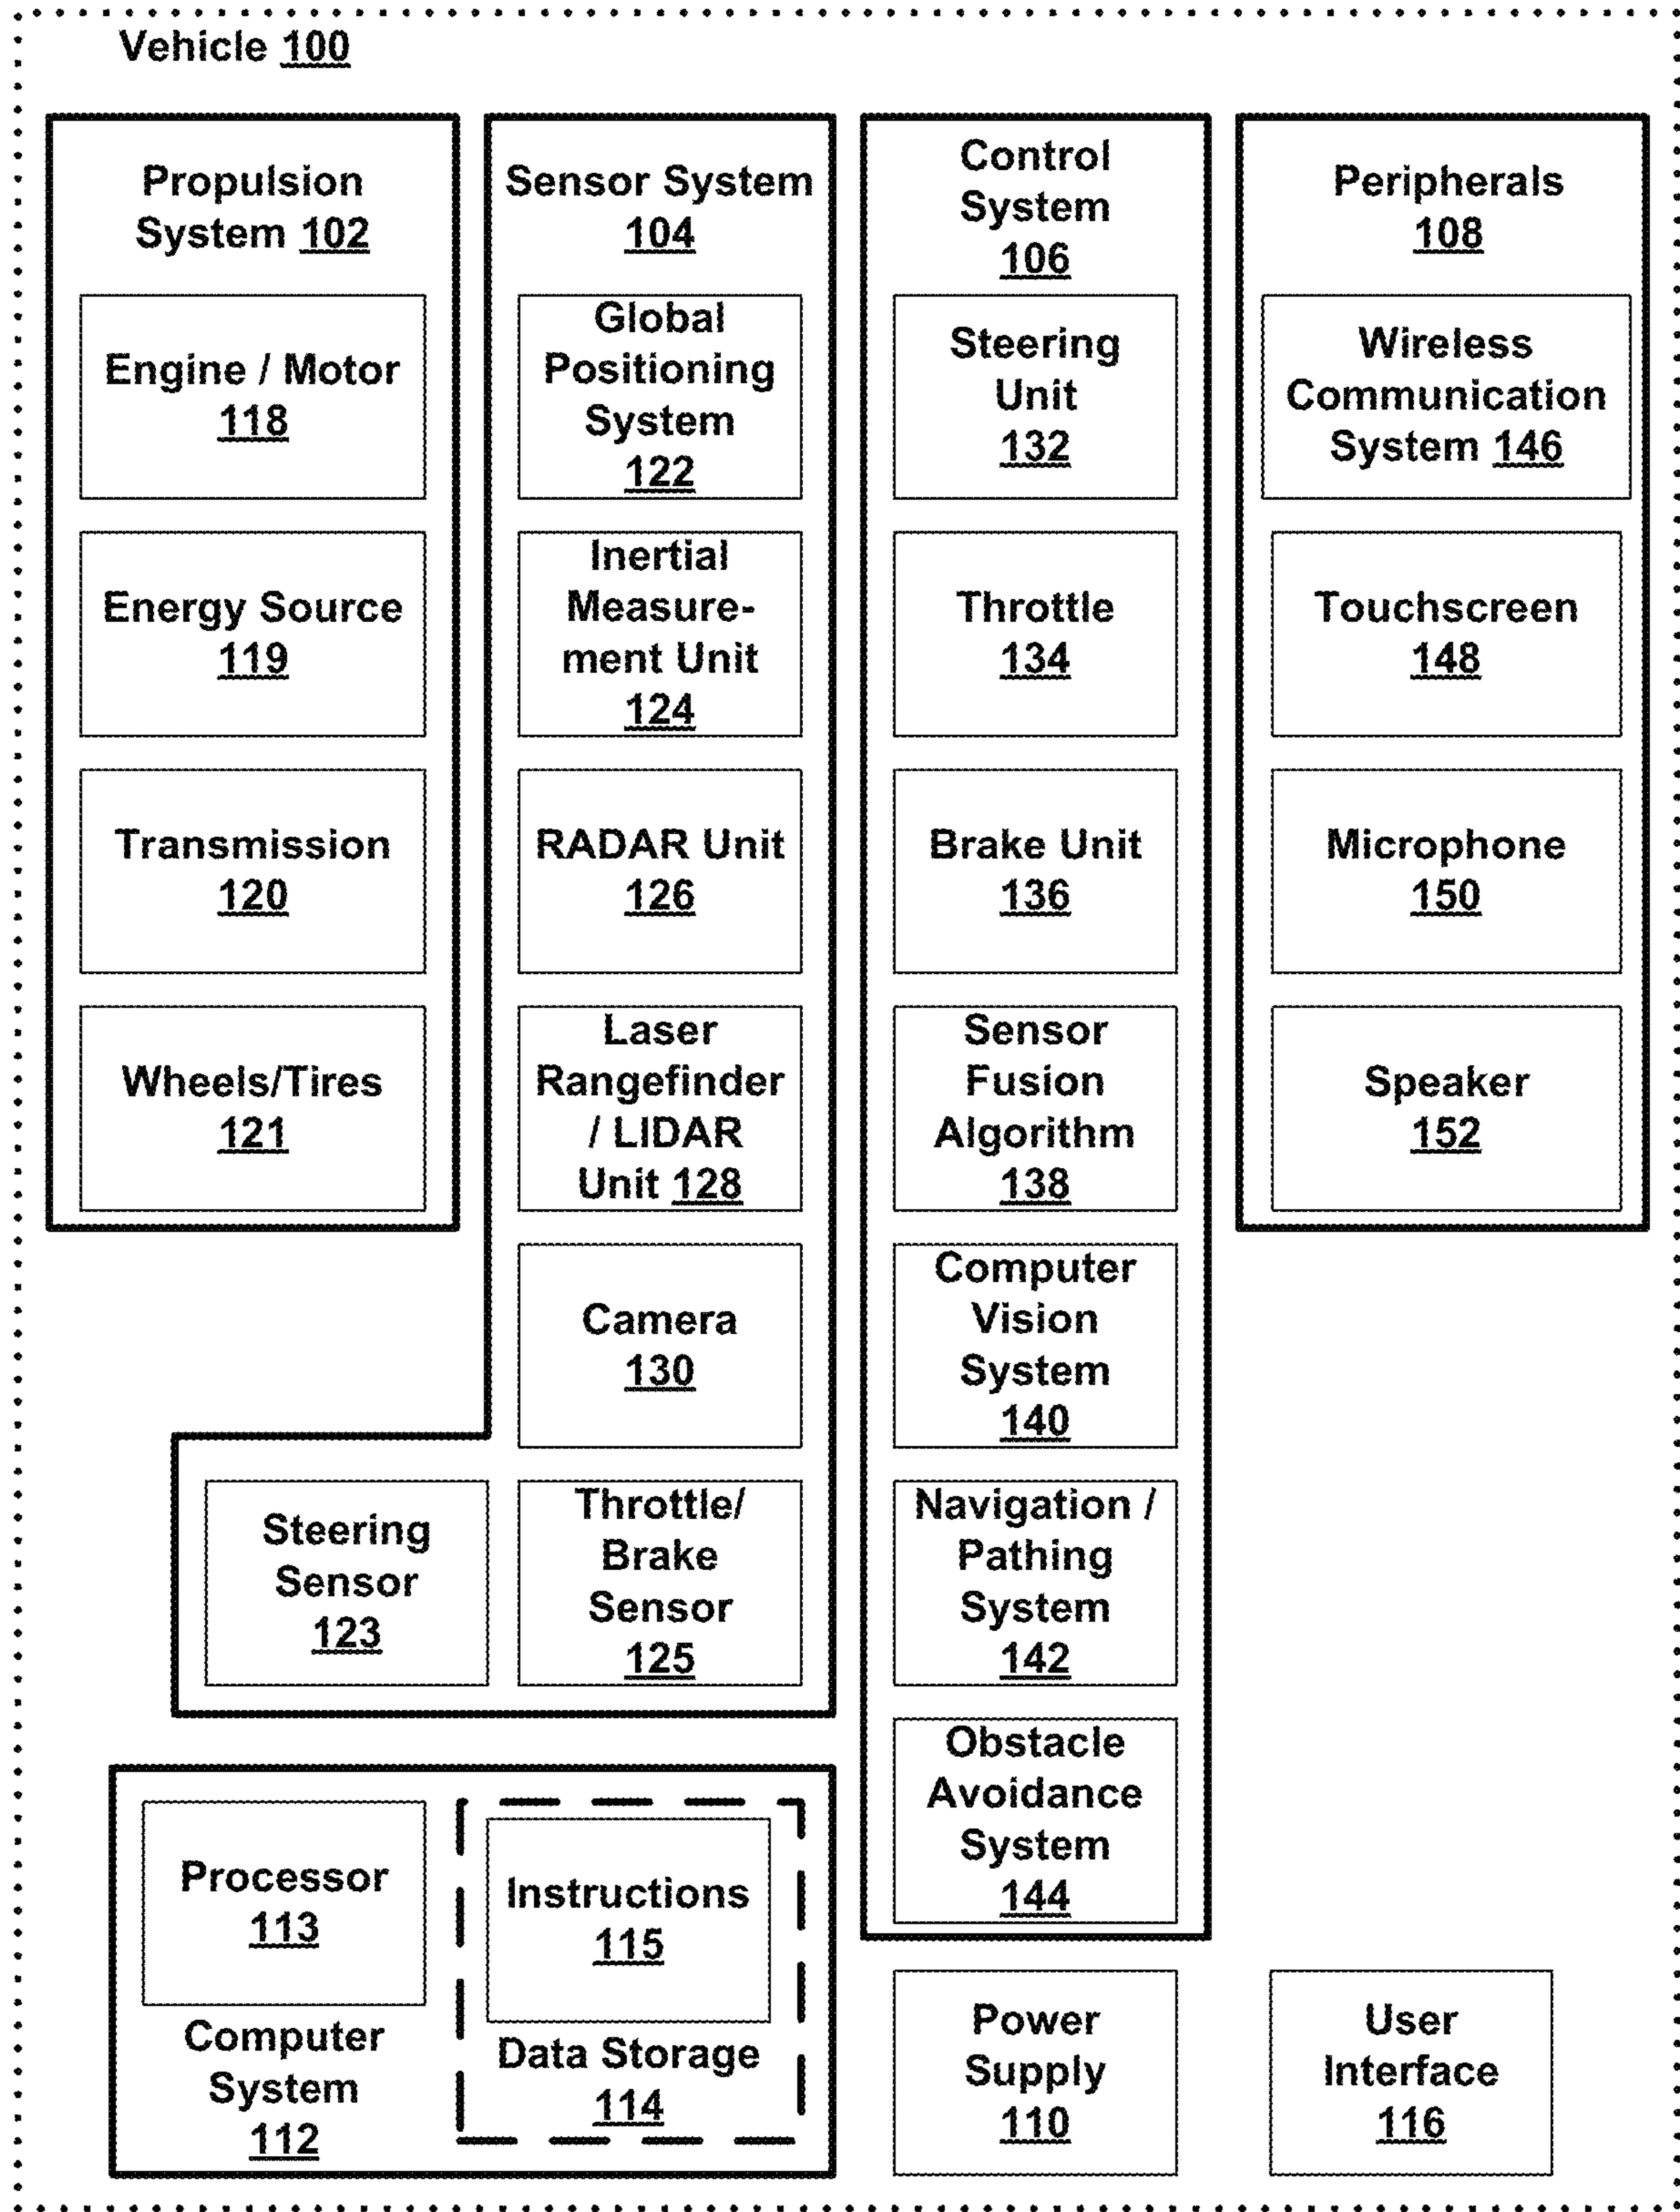 Vehicle 100
Propulsion
System 102
Engine / Motor
118
Energy Source
119
Transmission
120
Wheels/Tires
121
Sensor System
104
Global
Positioning
System
122
Inertial
Measure-
ment Unit
124
RADAR Unit
126
Laser
Rangefinder
/ LIDAR
Unit 128
Camera
130
Steering
Sensor
123
Throttle/
Brake
Sensor
125
Control
System
106
Steering
Unit
132
Throttle
134
Brake Unit
136
Sensor
Fusion
Algorithm
138
Computer
Vision
System
140
Navigation /
Pathing
System
142
Obstacle
Avoidance
System
144
Peripherals
108
Wireless
Communication
System 146
Touchscreen
148
Microphone
150
Speaker
152
Processor
113
Computer
System
112
Instructions
115
Data Storage
114
Power
Supply
110
User
Interface
116